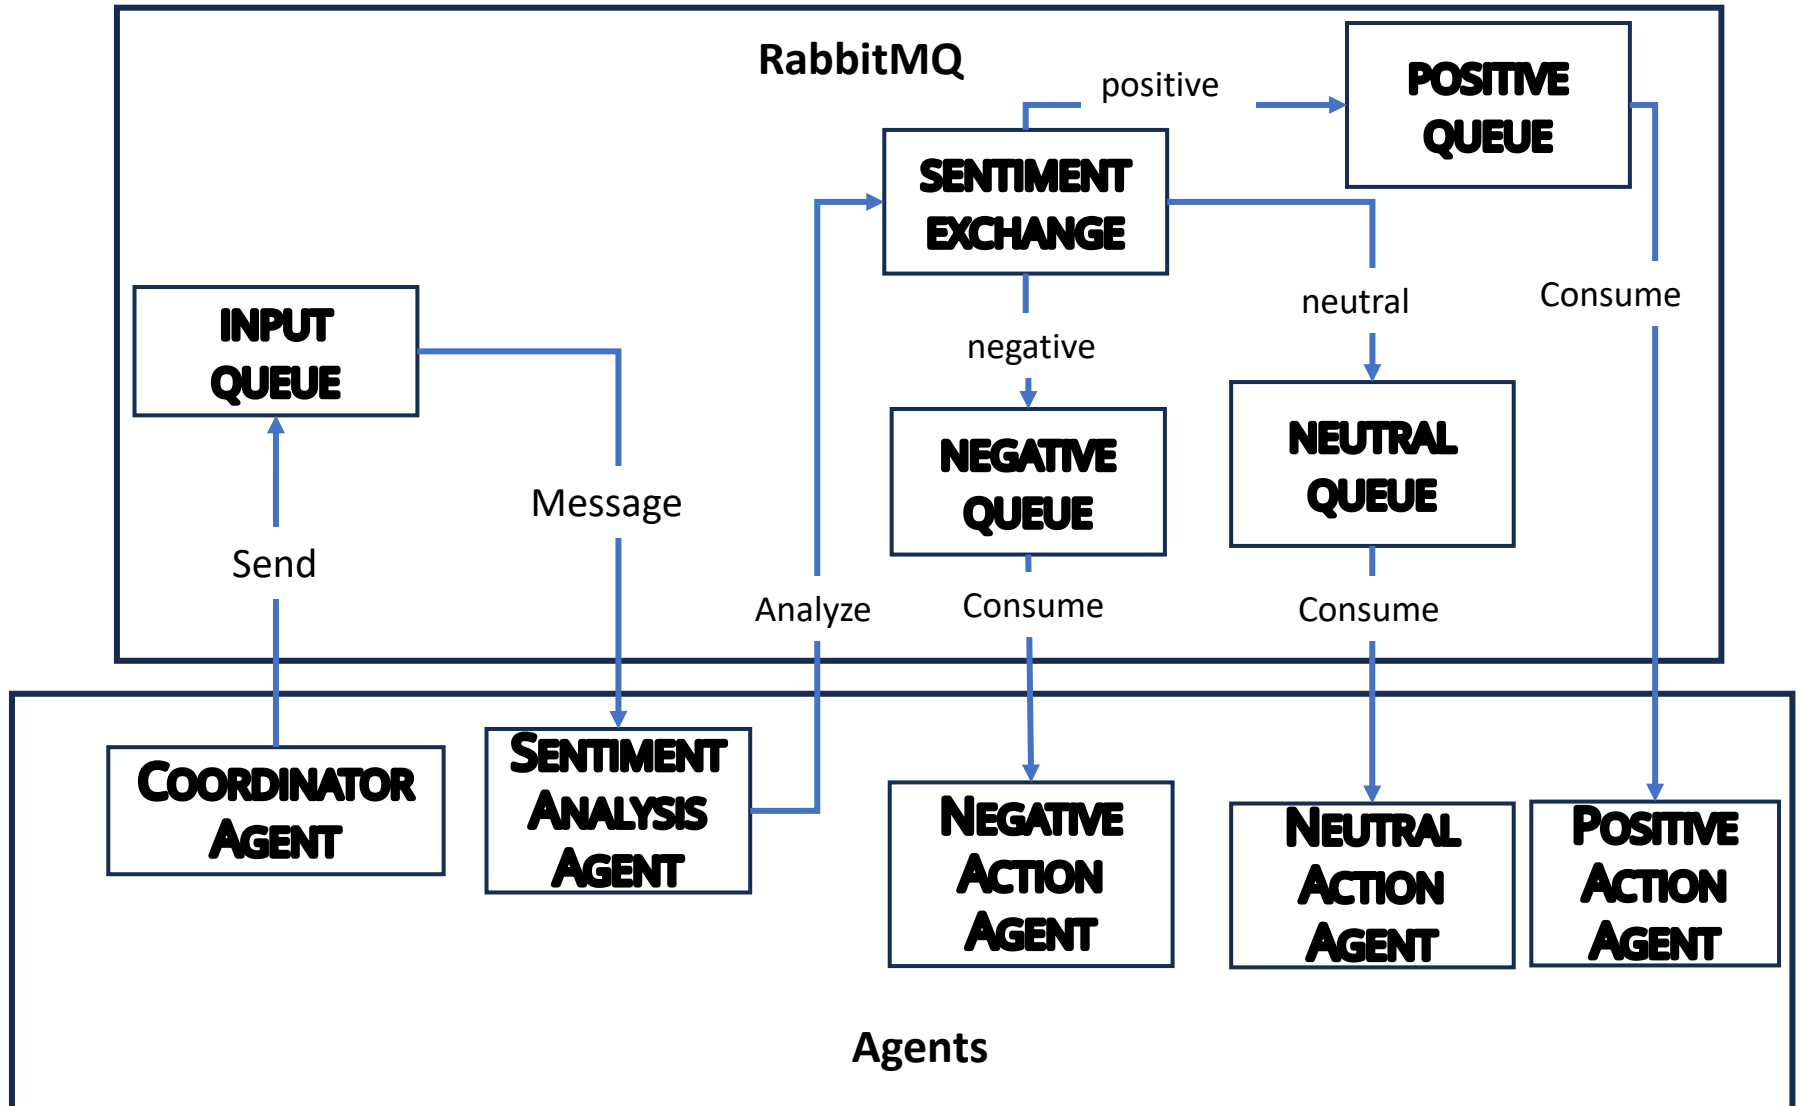 RabbitMQ
positive
POSITIVE
QUEUE
SENTIMENT
EXCHANGE
INPUT
QUEUE
negative
neutral
Consume
NEGATIVE
QUEUE
NEUTRAL
QUEUE
Message
Send
Analyze
Consume
Consume
COORDINATOR
AGENT
SENTIMENT
ANALYSIS
AGENT
NEGATIVE
ACTION
AGENT
NEUTRAL
ACTION
AGENT
POSITIVE
ACTION
AGENT
Agents